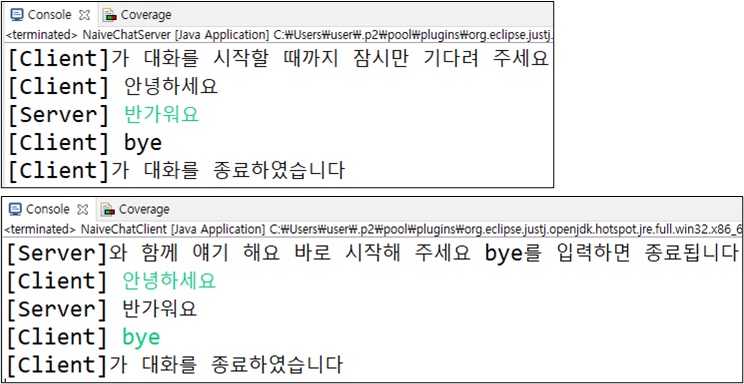 Console Coverage
<terminated> NaiveChatServer [Java Application] C:₩Users₩user₩.p2₩pool₩plugins₩org.eclipse.justj.
[Client]가 대화를 시작할 때까지 잠시만 기다려 주세요
[Client] 안녕하세요
[Server] 반가워요
[Client] bye
[Client]가 대화를 종료하였습니다
Console Coverage
<terminated> NaiveChatClient [Java Application] C:₩Users₩user₩.p2₩pool₩plugins₩org.eclipse.justj.openjdk.hotspot.jre.full.win32.x86_6
[Server]와 함께 얘기 해요 바로 시작해 주세요 bye를 입력하면 종료됩니다
[Client] 안녕하세요
[Server] 반가워요
[Client] bye
[Client]가 대화를 종료하였습니다